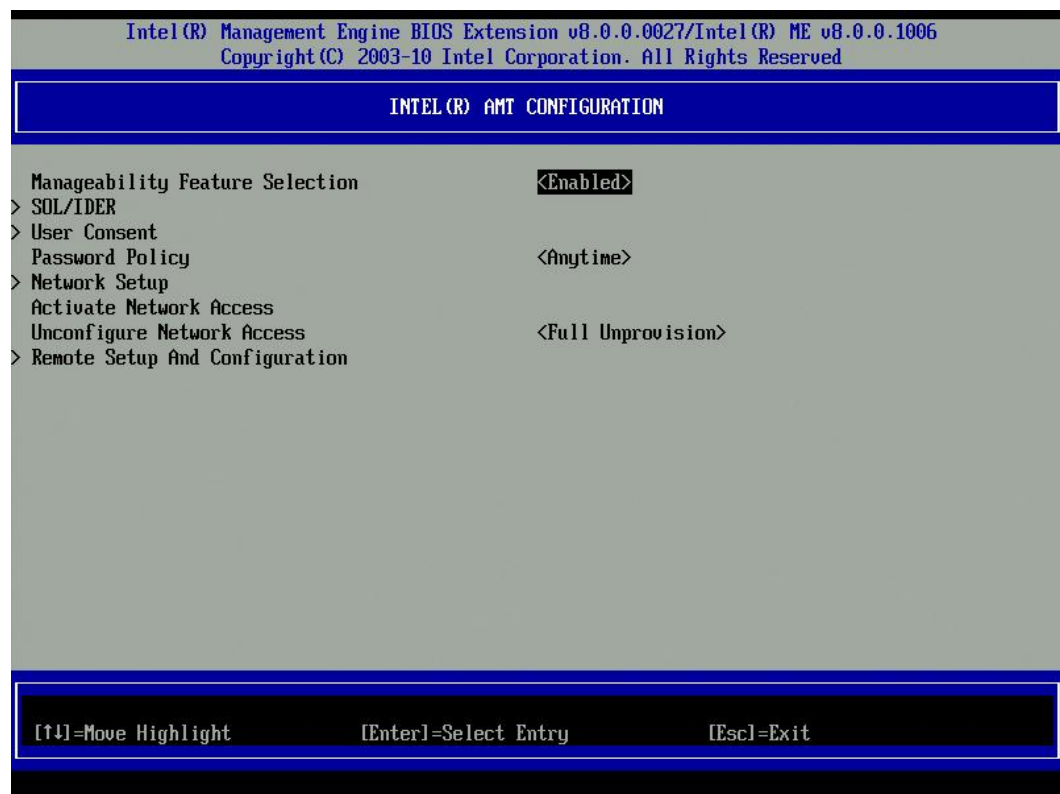 Intel(R) Management Engine BIOS Extension v8.0.0.0027/Intel(R) ME v8.0.0.1006
Copyright(C) 2003-10 Intel Corporation. All Rights Reserved
INTEL(R) AMT CONFIGURATION
Manageability Feature Selection <Enabled>
> SOL/IDER
> User Consent
Password Policy <Anytime>
> Network Setup
Activate Network Access
Unconfigure Network Access <Full Unprovision>
> Remote Setup And Configuration
[↑↓]=Move Highlight [Enter]=Select Entry [Esc]=Exit